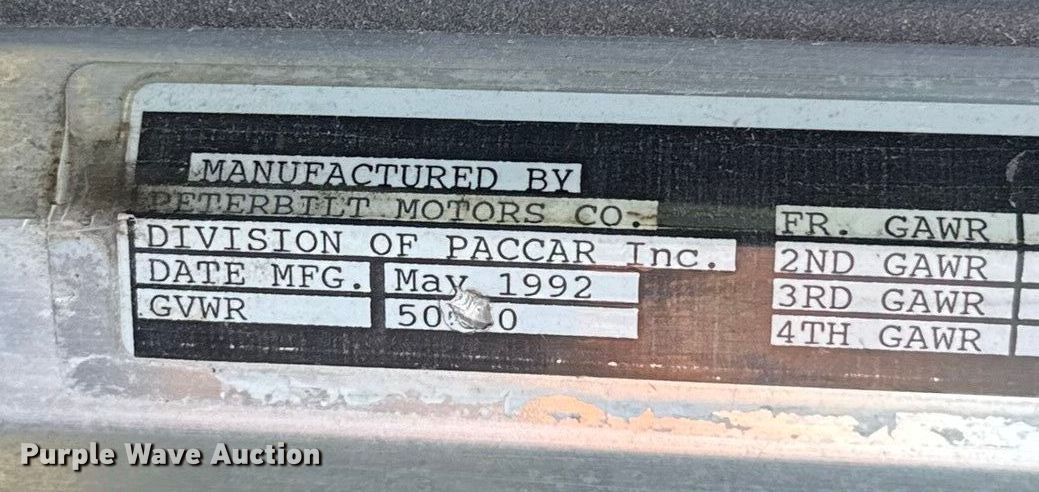 MANUFACTURED BY
PETERBILT MOTORS CO.
DIVISION OF PACCAR Inc.
DATE MFG. May 1992
GVWR
FR. GAWR
2ND GAWR
3RD GAWR
4TH GAWR
Purple Wave Auction